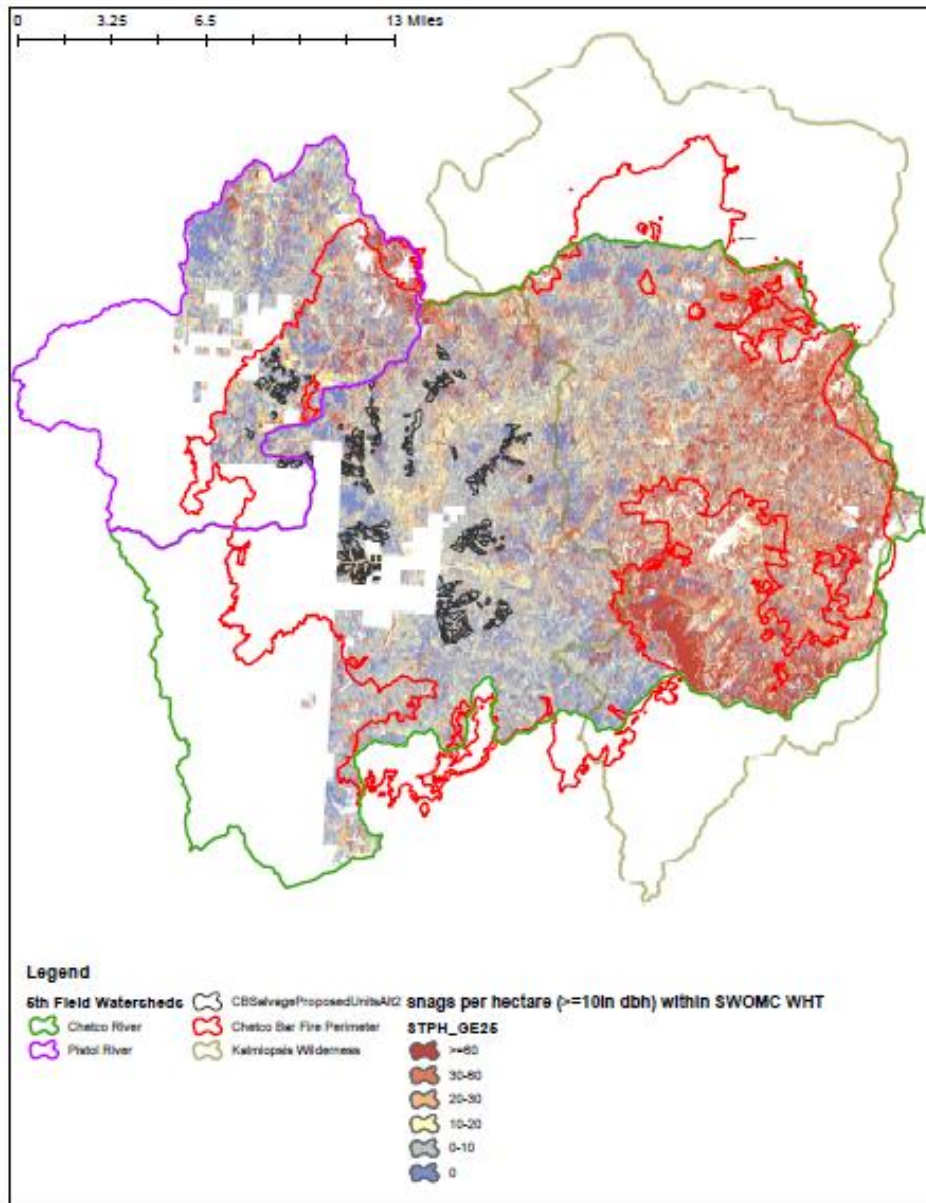 0 3.25 6.5 13 Miles
Legend
5th Field Watersheds
Chetco River
Pistol River
CBSalvageProposedUnitsAlt2
Chetco Bar Fire Perimeter
Kalmiopsis Wilderness
snags per hectare (>=10in dbh) within SWOMC WHT
STPH_GE25
>=60
30-60
20-30
10-20
0-10
0